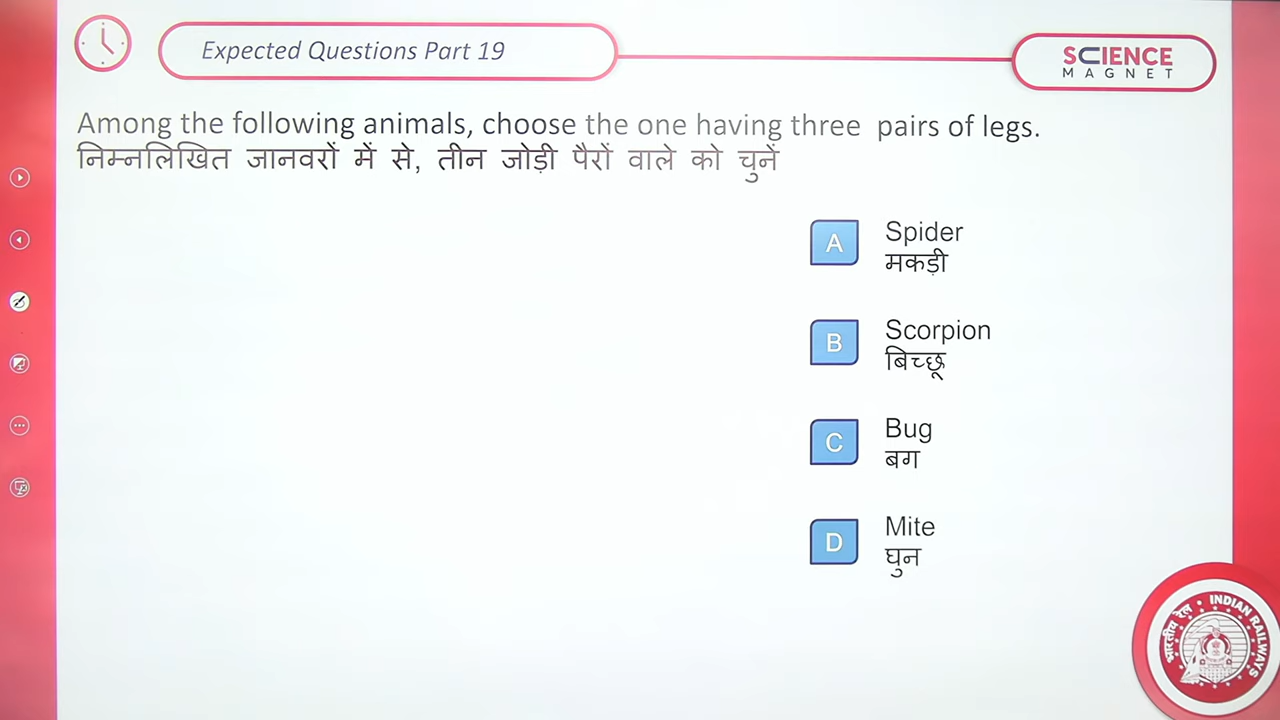 Expected Questions Part 19
SCIENCE
MAGNET
Among the following animals, choose the one having three pairs of legs.
निम्नलिखित जानवरों में से, तीन जोड़ी पैरों वाले को चुनें
A
Spider
मकड़ी
B
Scorpion
बिच्छू
C
Bug
बग
D
Mite
घुन
भारतीय रेल • INDIAN RAILWAYS